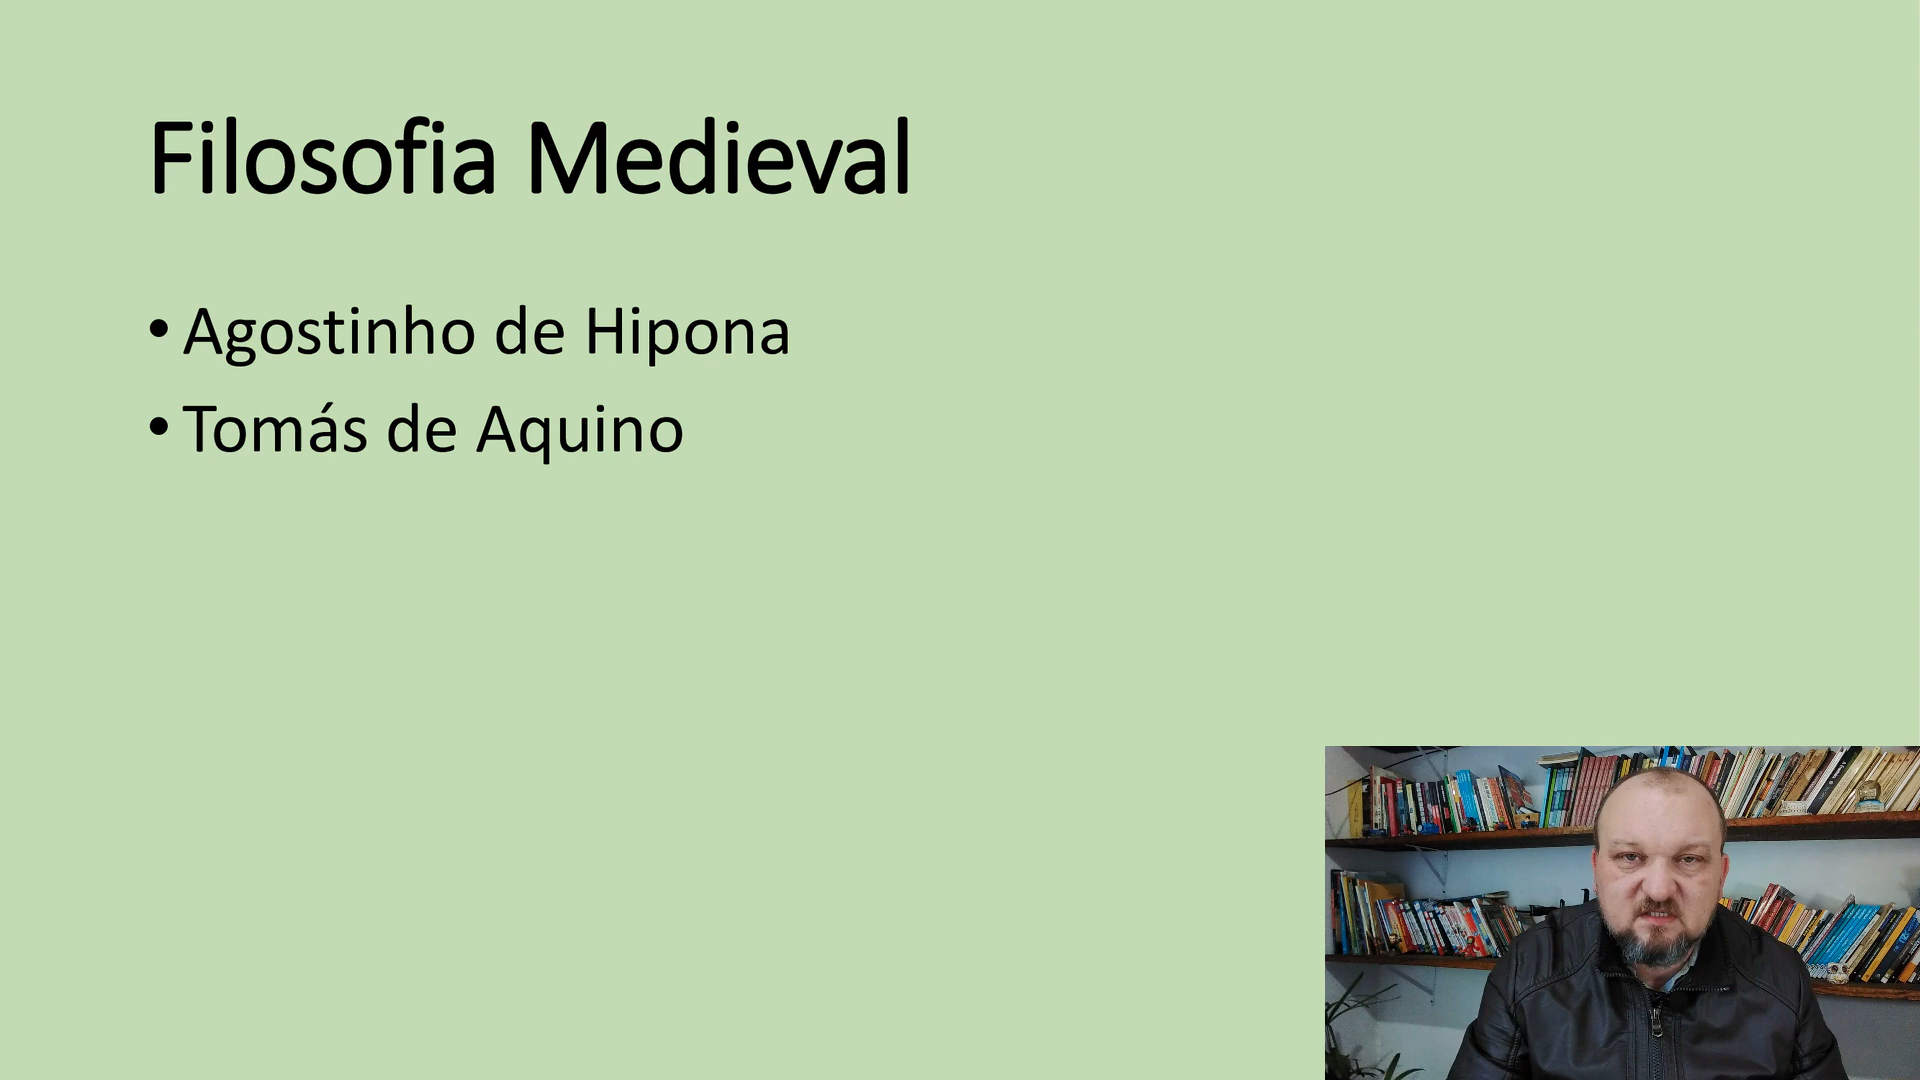 Filosofia Medieval
• Agostinho de Hipona
• Tomás de Aquino